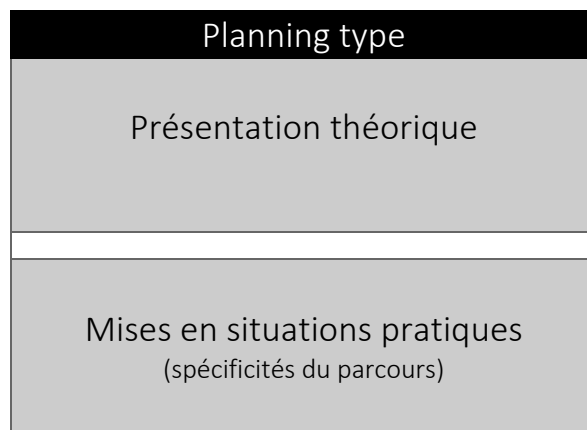 Planning type
Présentation théorique
Mises en situations pratiques
(spécificités du parcours)